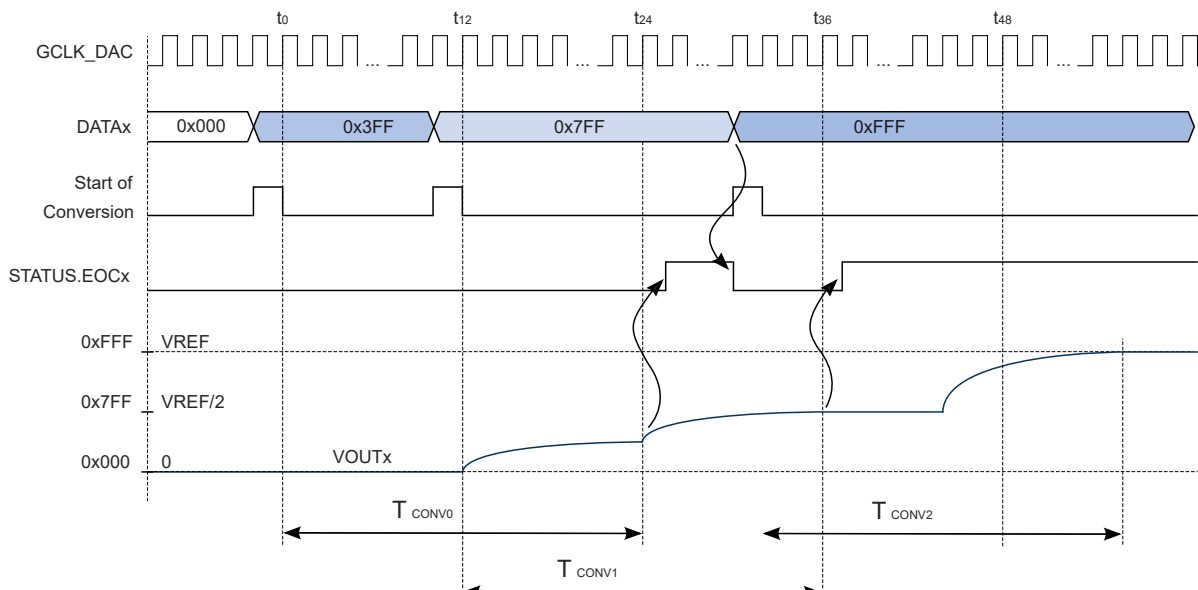 t0 t12 t24 t36 t48
GCLK_DAC ... ... ... ... ...
DATAx 0x000 0x3FF 0x7FF 0xFFF
Start of
Conversion
STATUS.EOCx
0xFFF VREF
0x7FF VREF/2
0x000 0 VOUTx
T CONV0 T CONV2
T CONV1